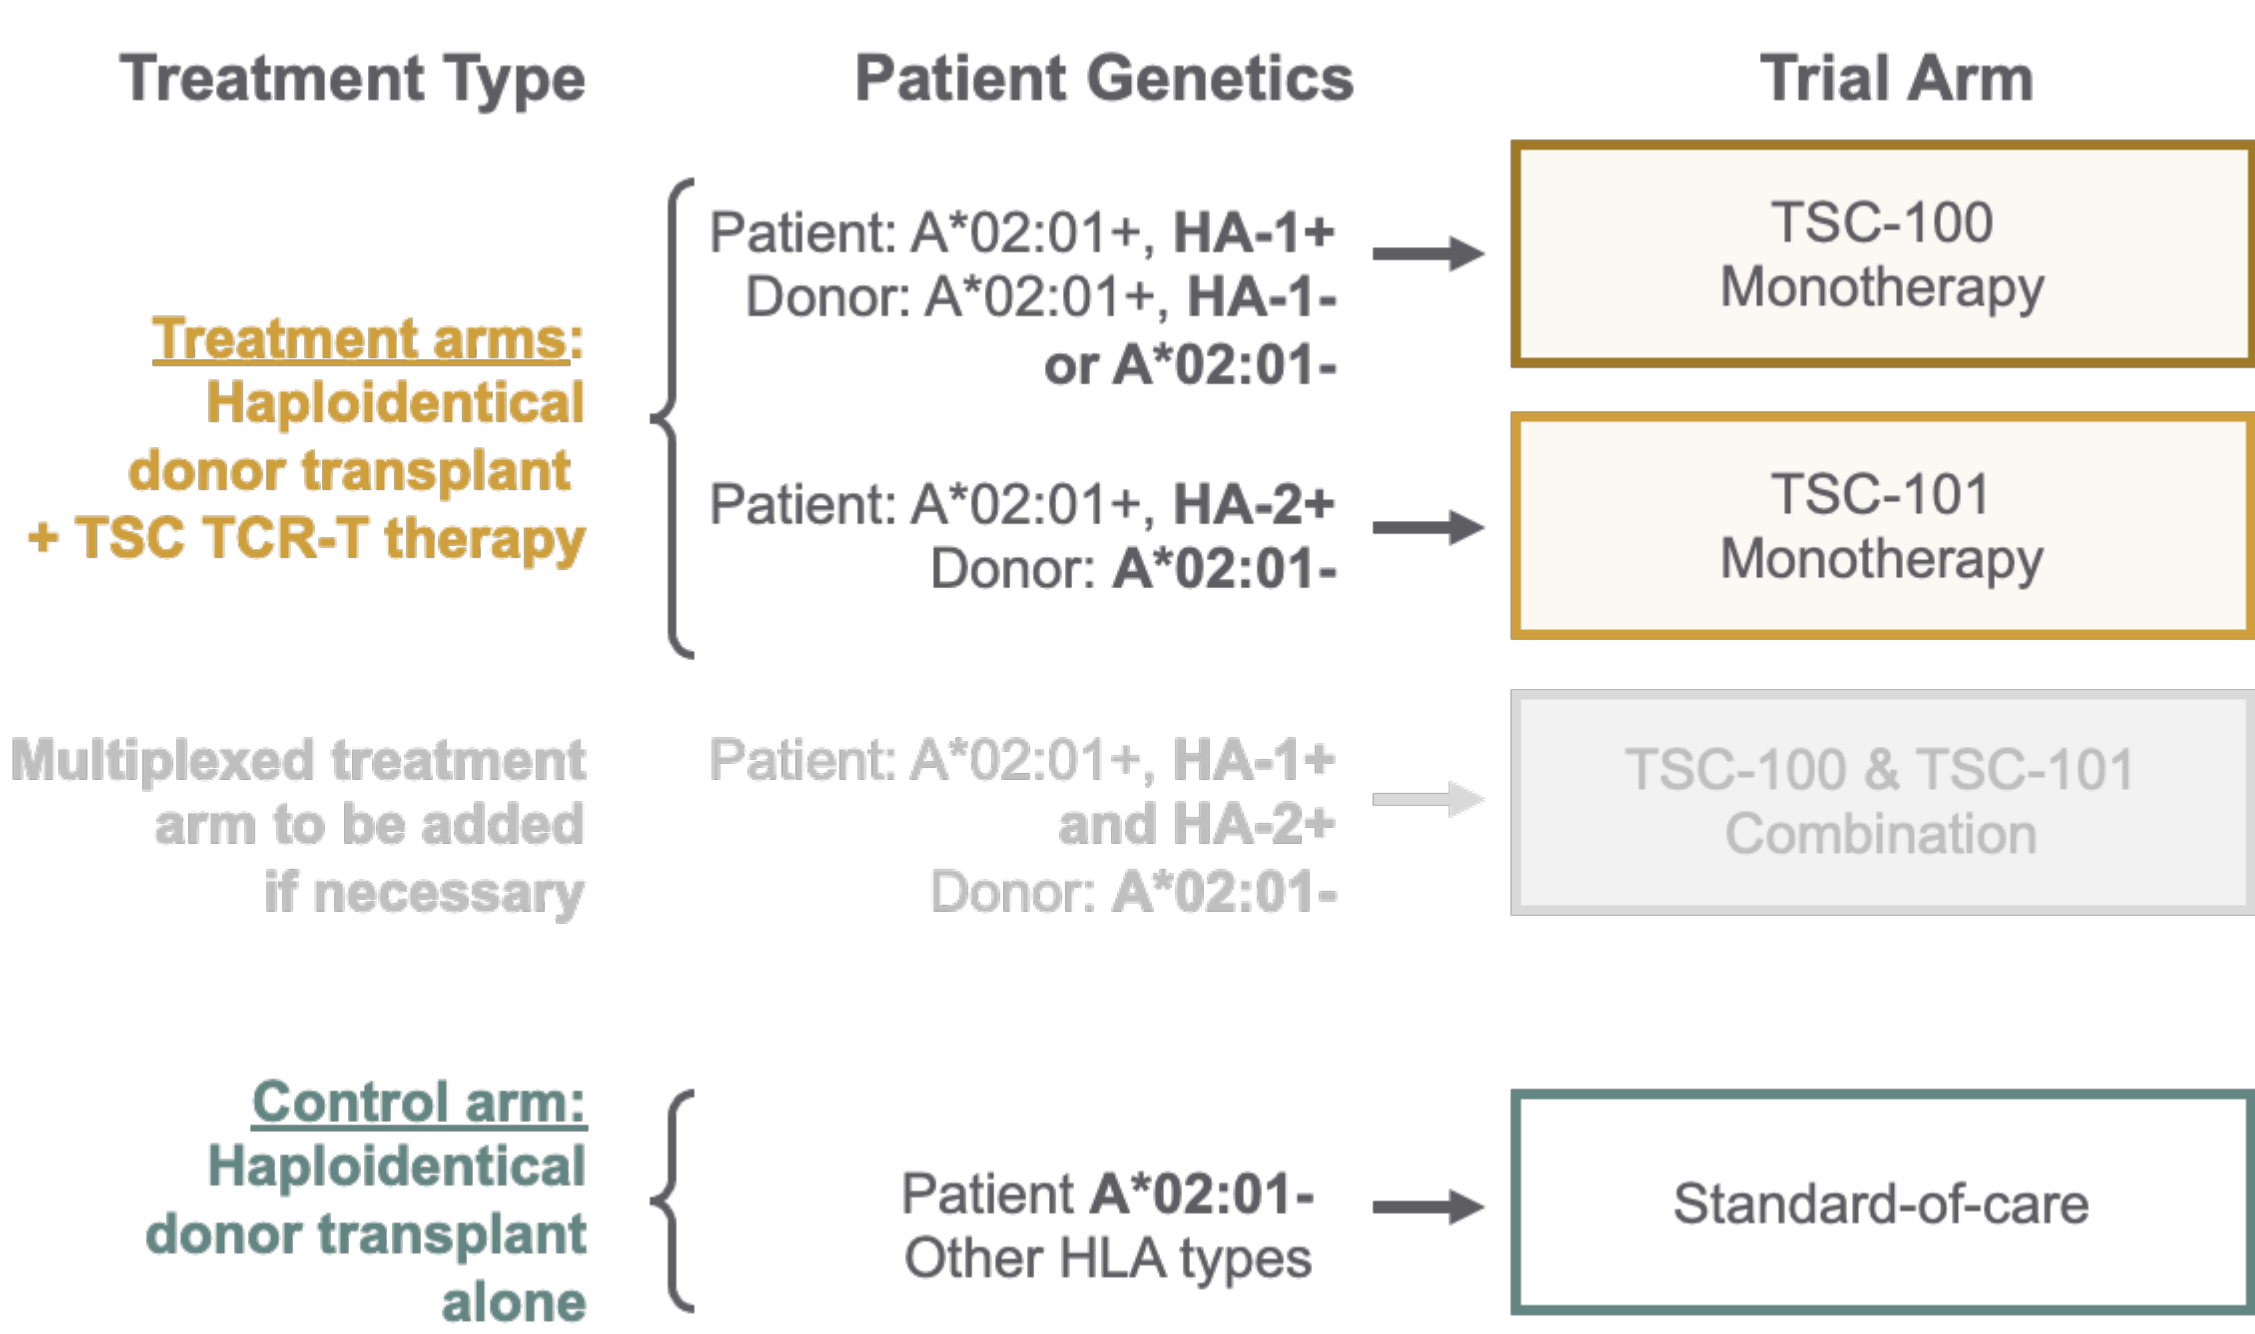 Treatment Type
Patient Genetics
Trial Arm
Treatment arms:
Haploidentical
donor transplant
+ TSC TCR-T therapy
Patient: A*02:01+, HA-1+
Donor: A*02:01+, HA-1-
or A*02:01-
TSC-100
Monotherapy
Patient: A*02:01+, HA-2+
Donor: A*02:01-
TSC-101
Monotherapy
Multiplexed treatment
arm to be added
if necessary
Patient: A*02:01+, HA-1+
and HA-2+
Donor: A*02:01-
TSC-100 & TSC-101
Combination
Control arm:
Haploidentical
donor transplant
alone
Patient A*02:01-
Other HLA types
Standard-of-care